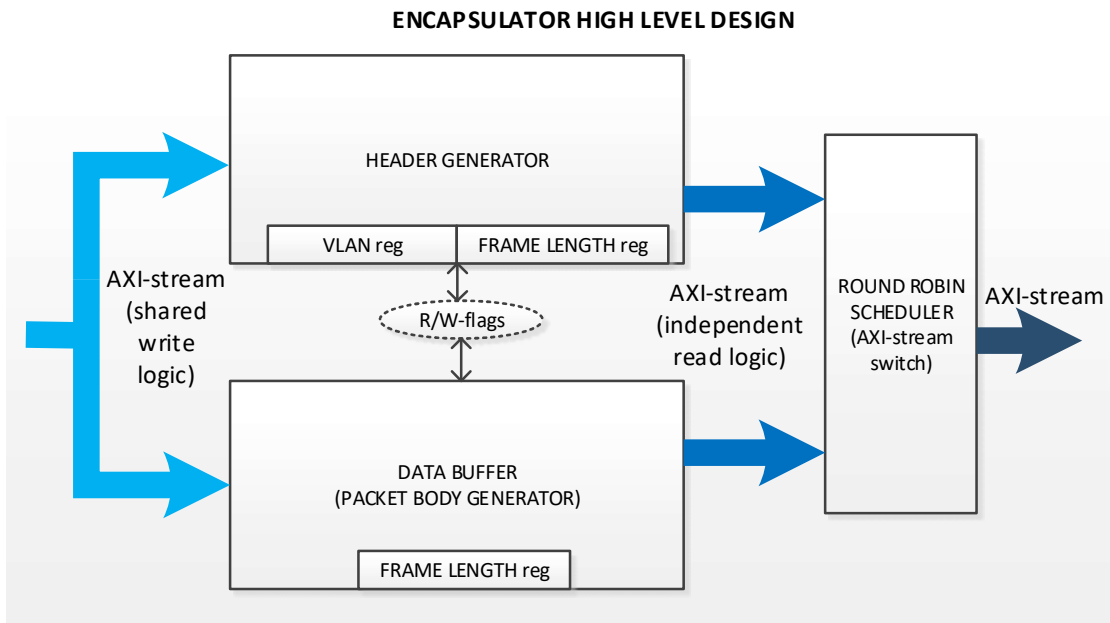 ENCAPSULATOR HIGH LEVEL DESIGN
HEADER GENERATOR
VLAN reg
FRAME LENGTH reg
AXI-stream
(shared
write
logic)
R/W-flags
AXI-stream
(independent
read logic)
ROUND ROBIN
SCHEDULER
(AXI-stream
switch)
AXI-stream
DATA BUFFER
(PACKET BODY GENERATOR)
FRAME LENGTH reg